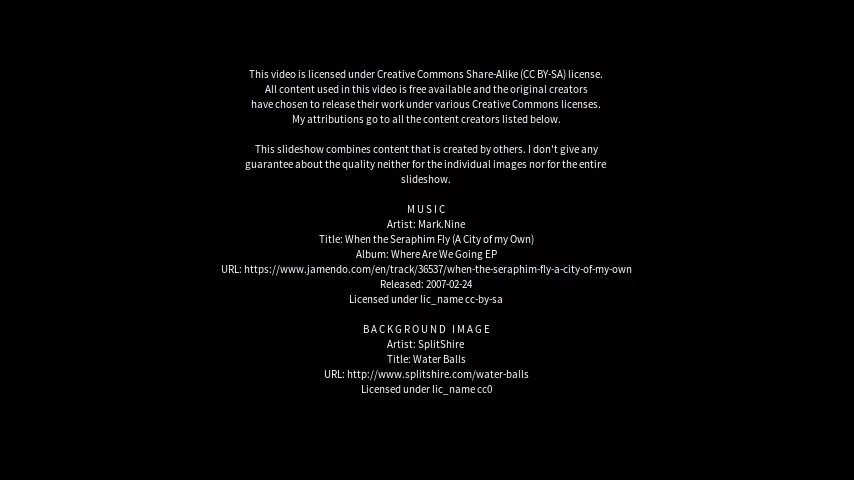 This video is licensed under Creative Commons Share-Alike (CC BY-SA) license.
All content used in this video is free available and the original creators
have chosen to release their work under various Creative Commons licenses.
My attributions go to all the content creators listed below.
This slideshow combines content that is created by others. I don't give any
guarantee about the quality neither for the individual images nor for the entire
slideshow.
MUSIC
Artist: Mark.Nine
Title: When the Seraphim Fly (A City of my Own)
Album: Where Are We Going EP
URL: https://www.jamendo.com/en/track/36537/when-the-seraphim-fly-a-city-of-my-own
Released: 2007-02-24
Licensed under lic_name cc-by-sa
BACKGROUND IMAGE
Artist: SplitShire
Title: Water Balls
URL: http://www.splitshire.com/water-balls
Licensed under lic_name cc0